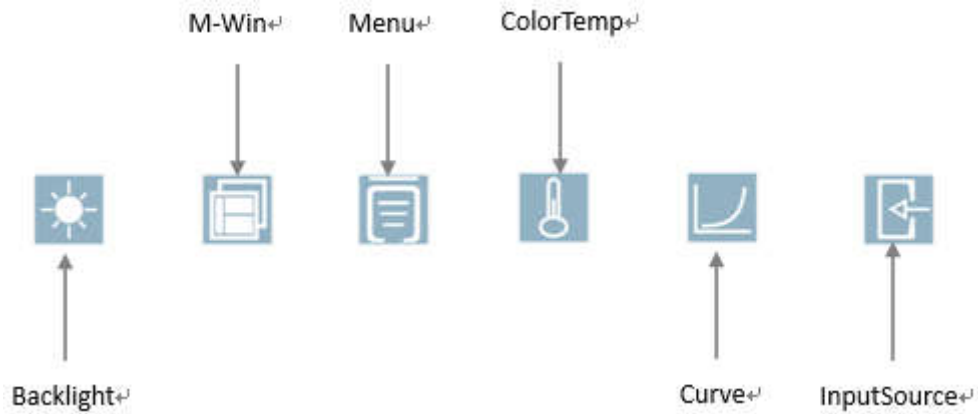 M-Win↵
Menu↵
ColorTemp↵
Backlight↵
Curve↵
InputSource↵